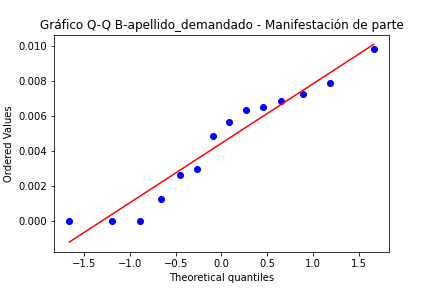 Gráfico Q-Q B-apellido_demandado - Manifestación de parte
0.010
0.008
0.006
0.004
0.002
0.000
Ordered Values
−1.5 −1.0 −0.5 0.0 0.5 1.0 1.5
Theoretical quantiles